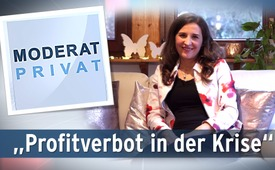 MODERAT
PRIVAT
„Profitverbot in der Krise“